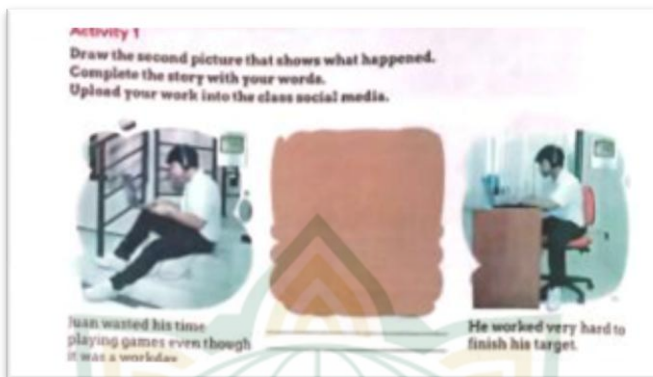 Activity 1
Draw the second picture that shows what happened.
Complete the story with your words.
Upload your work into the class social media.
Juan wasted his time
playing games even though
it was a workday
He worked very hard to
finish his target.